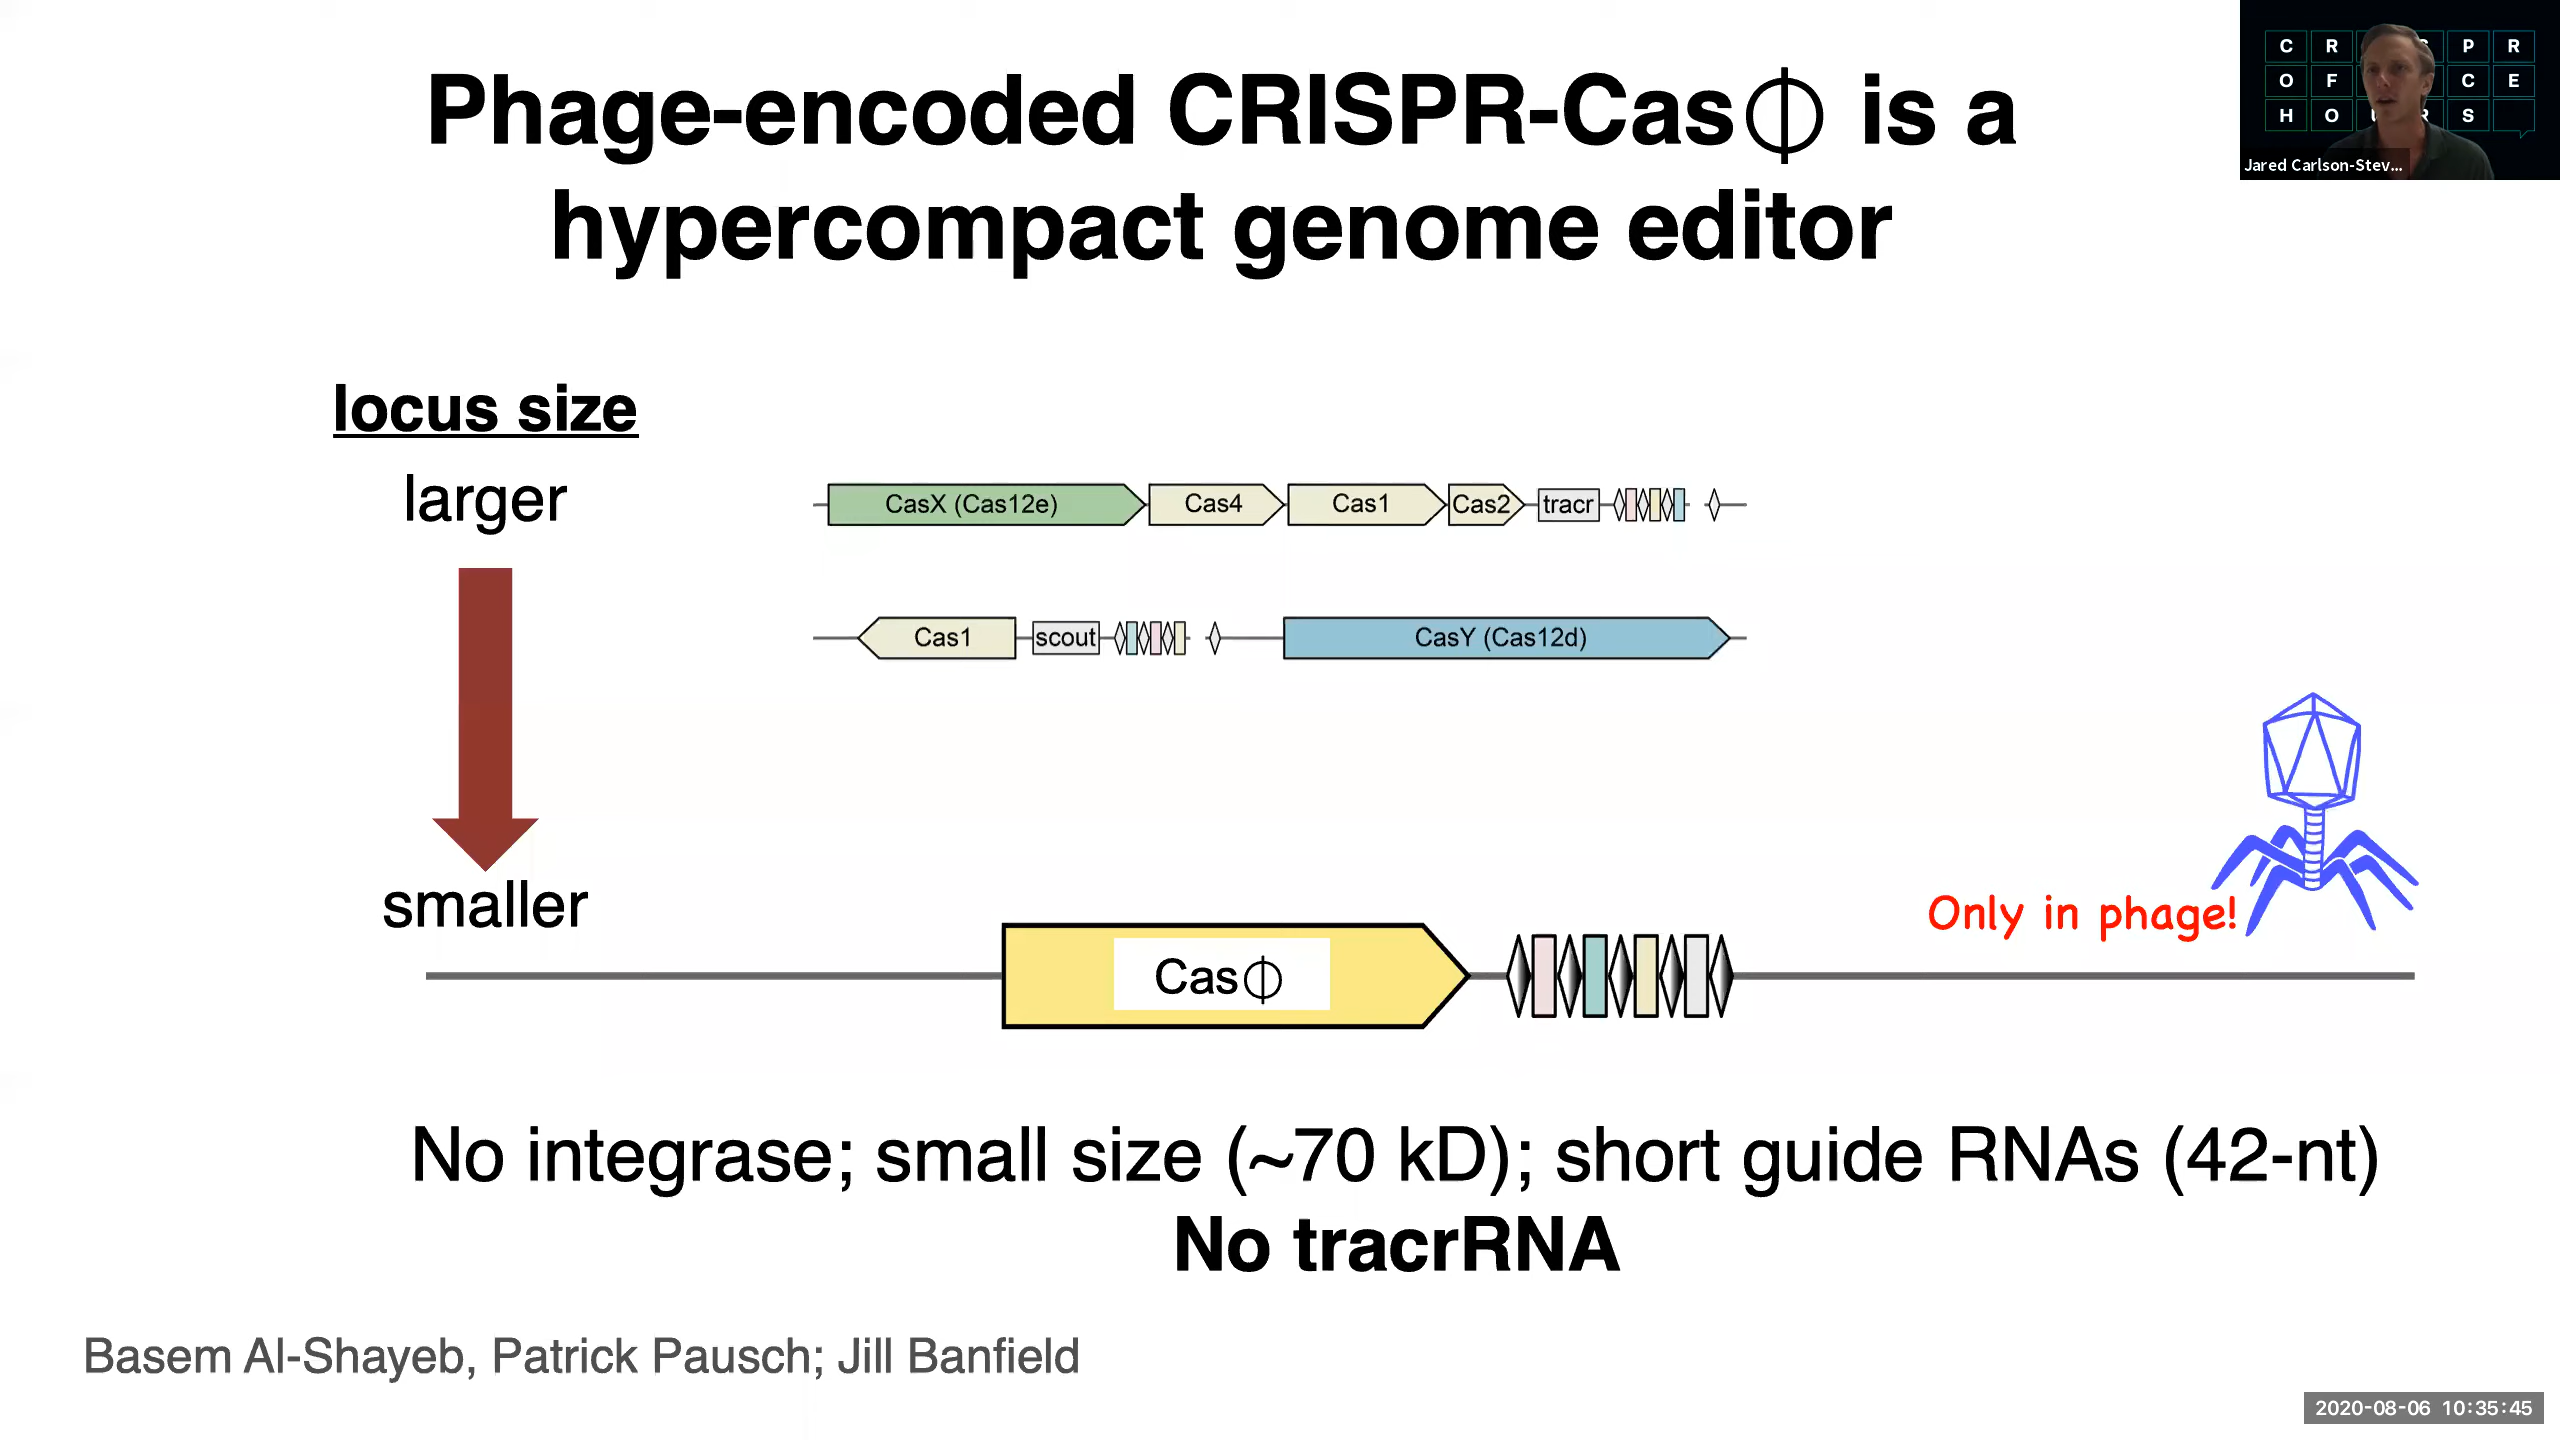 Phage-encoded CRISPR-Cas⌽ is a
hypercompact genome editor
C R S P R
O F C E
H O U R S
Jared Carlson-Stev...
locus size
larger
CasX (Cas12e) Cas4 Cas1 Cas2 tracr
Cas1 scout CasY (Cas12d)
smaller
Only in phage!
Cas⌽
No integrase; small size (~70 kD); short guide RNAs (42-nt)
No tracrRNA
Basem Al-Shayeb, Patrick Pausch; Jill Banfield
2020-08-06 10:35:45